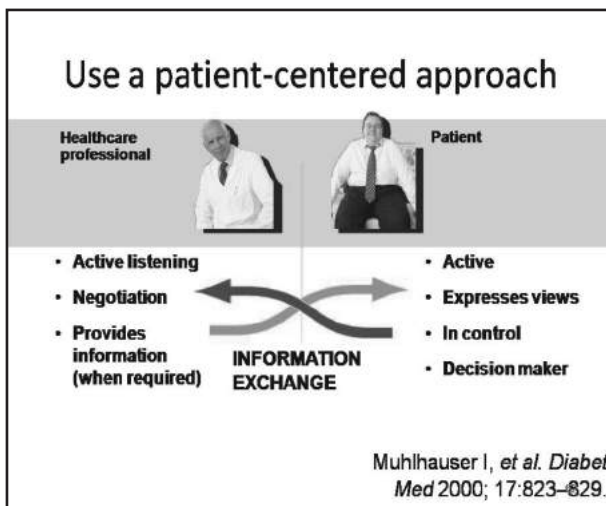 Use a patient-centered approach
Healthcare
professional
Patient
• Active listening
• Negotiation
• Provides
information
(when required)
INFORMATION
EXCHANGE
• Active
• Expresses views
• In control
• Decision maker
Muhlhauser I, et al. Diabet
Med 2000; 17:823–829.